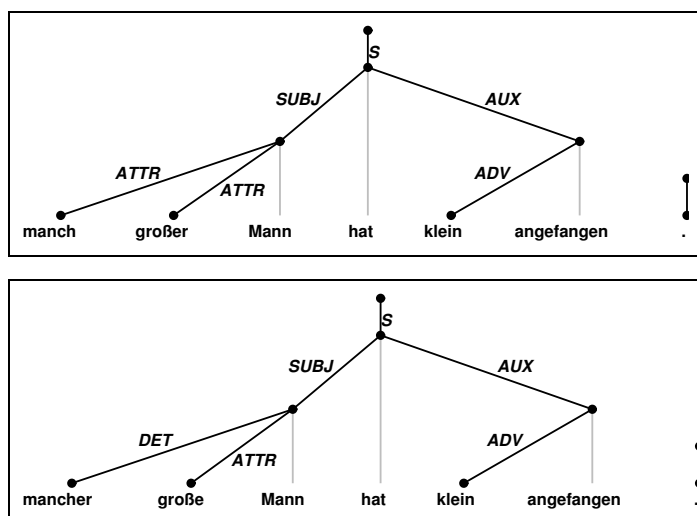 S
SUBJ AUX
ATTR ATTR ADV
manch großer Mann hat klein angefangen .
S
SUBJ AUX
DET ATTR ADV
mancher große Mann hat klein angefangen .